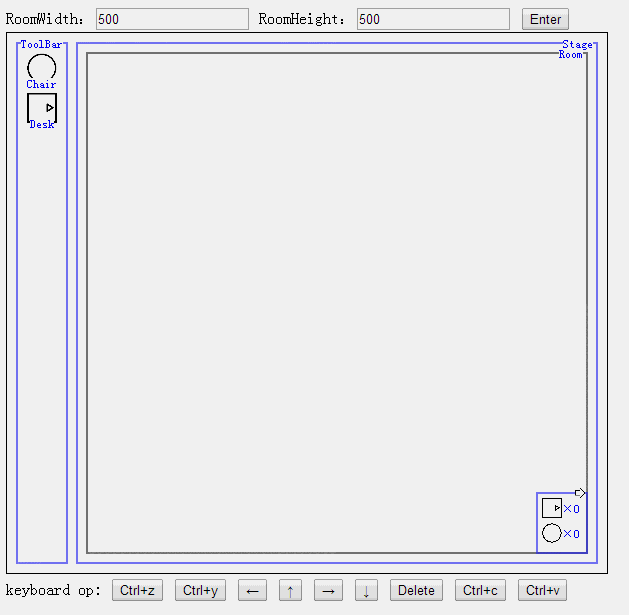 RoomWidth: 500 RoomHeight: 500 Enter
ToolBar
Stage
Room
Chair
Desk
×0
×0
keyboard op: Ctrl+z Ctrl+y ← ↑ → ↓ Delete Ctrl+c Ctrl+v